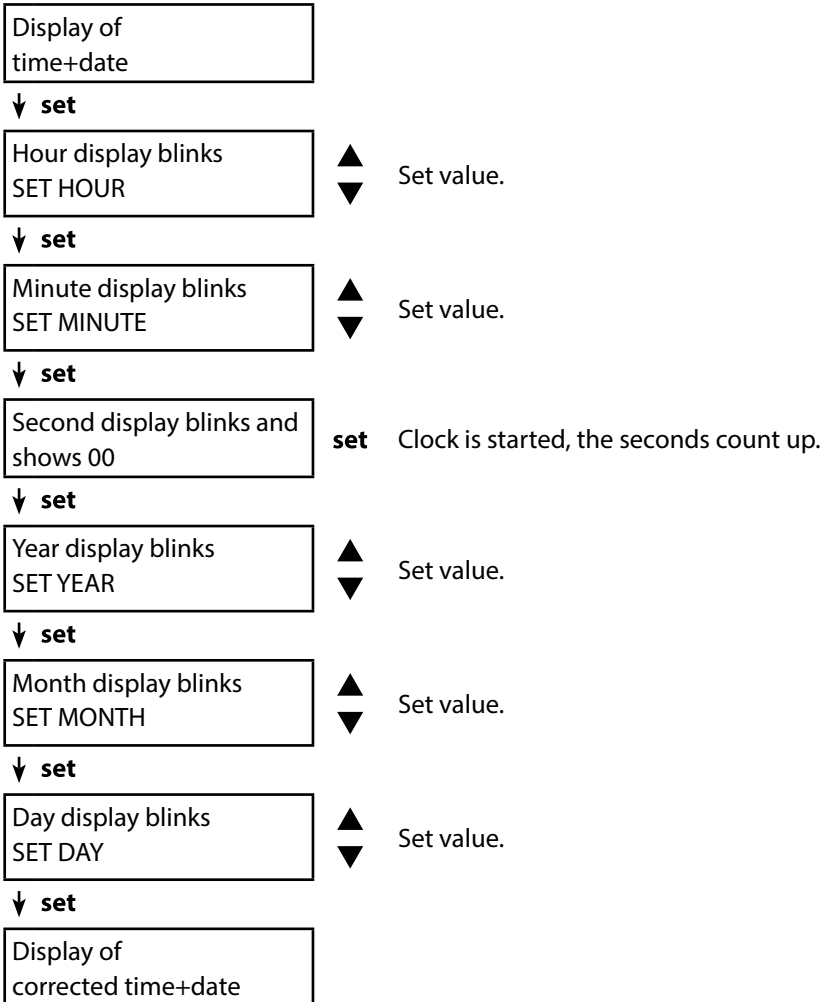 Display of
time+date
set
Hour display blinks
SET HOUR
Set value.
set
Minute display blinks
SET MINUTE
Set value.
set
Second display blinks and
shows 00
set Clock is started, the seconds count up.
set
Year display blinks
SET YEAR
Set value.
set
Month display blinks
SET MONTH
Set value.
set
Day display blinks
SET DAY
Set value.
set
Display of
corrected time+date